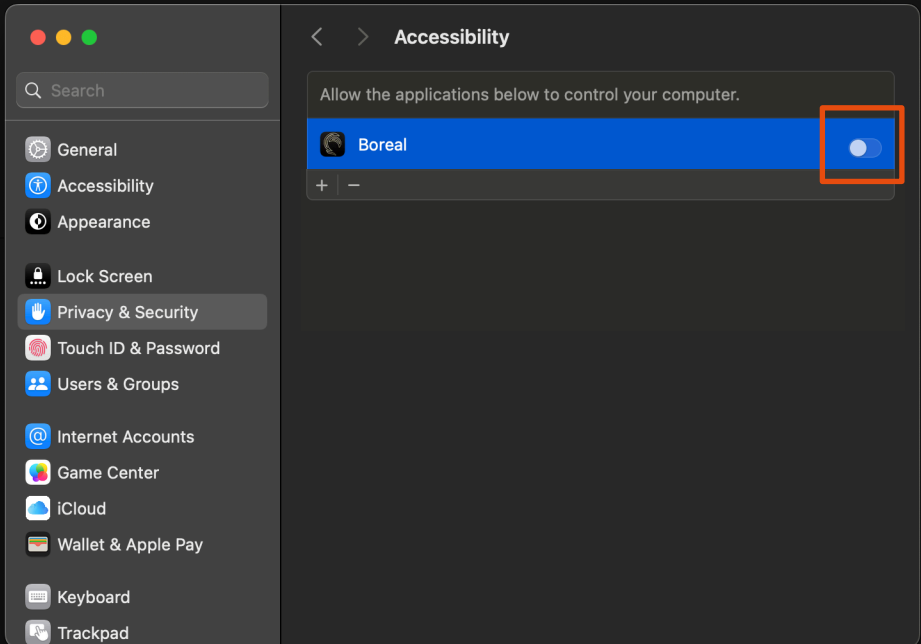 Accessibility
Search
Allow the applications below to control your computer.
Boreal
General
Accessibility
Appearance
Lock Screen
Privacy & Security
Touch ID & Password
Users & Groups
Internet Accounts
Game Center
iCloud
Wallet & Apple Pay
Keyboard
Trackpad